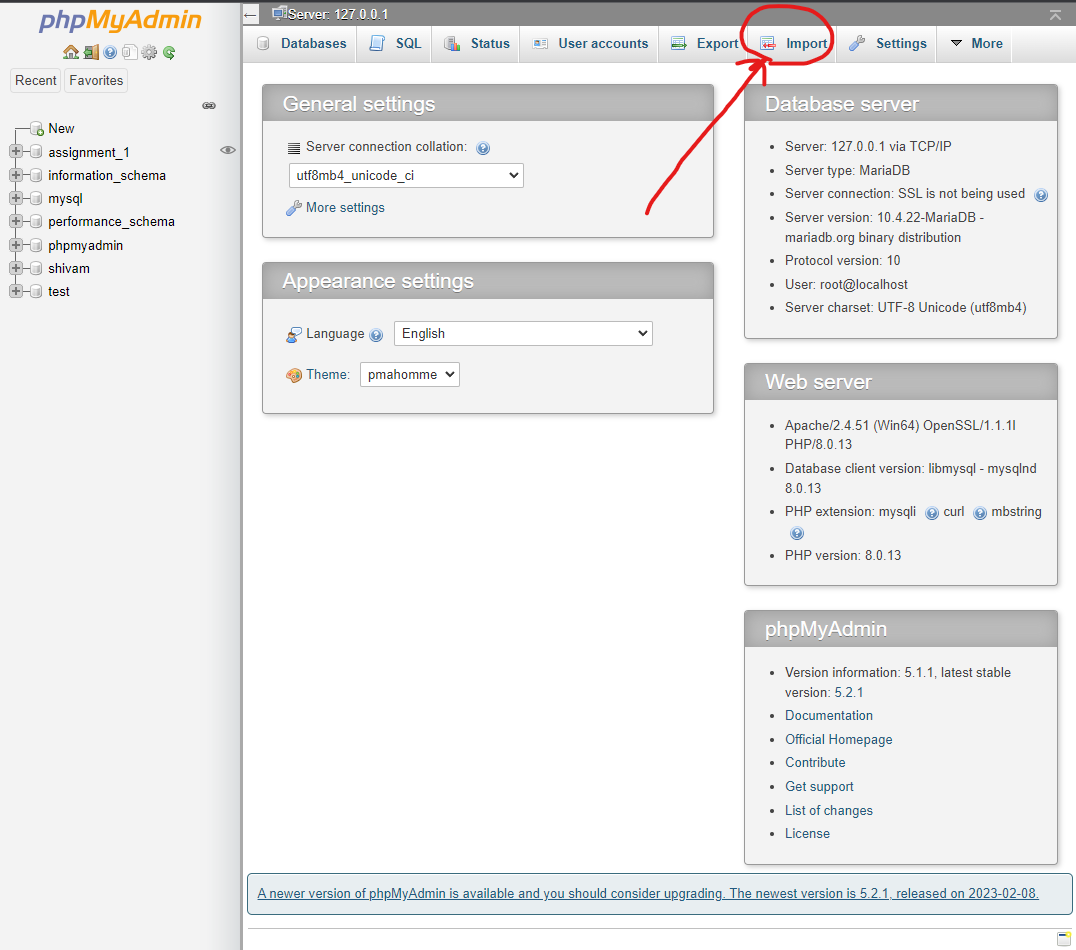 phpMyAdmin
Recent Favorites
New
assignment_1
information_schema
mysql
performance_schema
phpmyadmin
shivam
test
Server: 127.0.0.1
Databases SQL Status User accounts Export Import Settings More
General settings
Server connection collation:
utf8mb4_unicode_ci
More settings
Appearance settings
Language English
Theme: pmahomme
Database server
Server: 127.0.0.1 via TCP/IP
Server type: MariaDB
Server connection: SSL is not being used
Server version: 10.4.22-MariaDB -
mariadb.org binary distribution
Protocol version: 10
User: root@localhost
Server charset: UTF-8 Unicode (utf8mb4)
Web server
Apache/2.4.51 (Win64) OpenSSL/1.1.1l
PHP/8.0.13
Database client version: libmysql - mysqlnd
8.0.13
PHP extension: mysqli curl mbstring
PHP version: 8.0.13
phpMyAdmin
Version information: 5.1.1, latest stable
version: 5.2.1
Documentation
Official Homepage
Contribute
Get support
List of changes
License
A newer version of phpMyAdmin is available and you should consider upgrading. The newest version is 5.2.1, released on 2023-02-08.